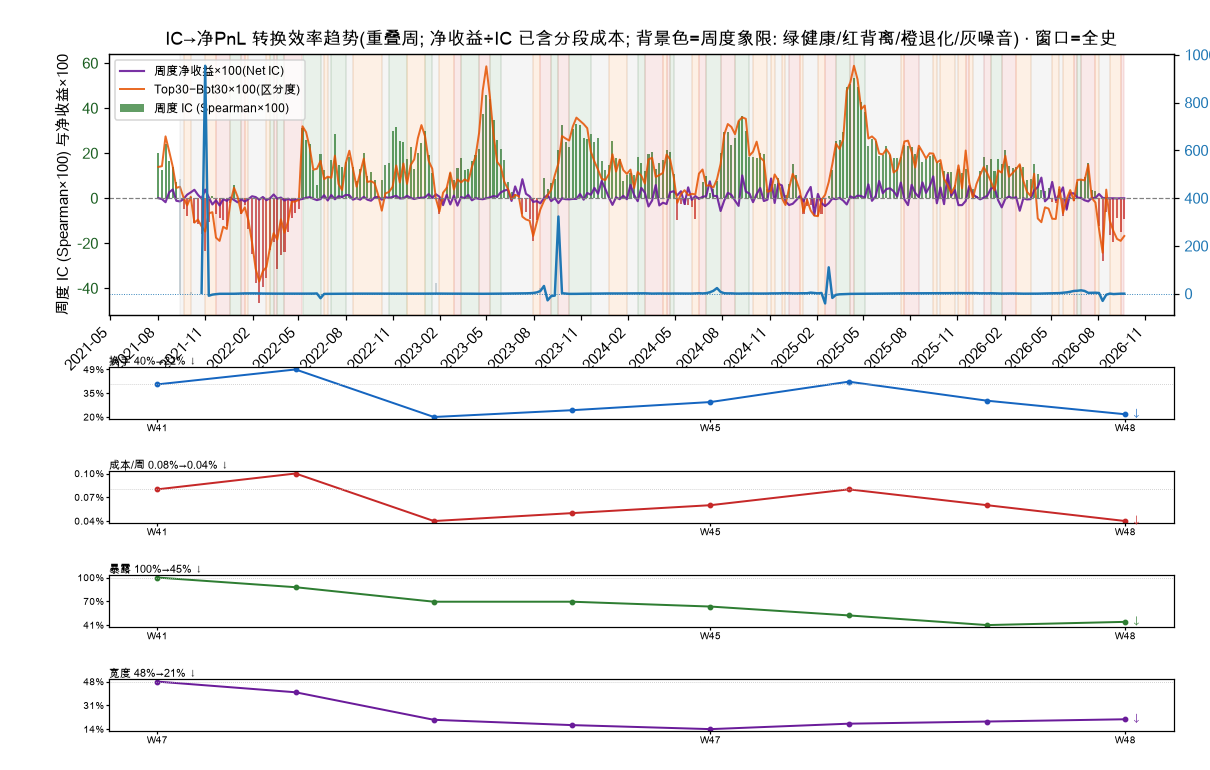 IC→净PnL 转换效率趋势(重叠周; 净收益÷IC 已含分段成本; 背景色=周度象限: 绿健康/红背离/橙退化/灰噪音) · 窗口=全史
周度 IC (Spearman×100) 与净收益×100
60
40
20
0
-20
-40
周度净收益×100(Net IC)
Top30−Bot30×100(区分度)
周度 IC (Spearman×100)
800
600
400
200
0
2021-05
2021-08
2021-11
2022-02
2022-05
2022-08
2022-11
2023-02
2023-05
2023-08
2023-11
2024-02
2024-05
2024-08
2024-11
2025-02
2025-05
2025-08
2025-11
2026-02
2026-05
2026-08
2026-11
换手 40%→22% ↓
49%
35%
20%
↓
W41
W45
W48
成本/周 0.08%→0.04% ↓
0.10%
0.07%
0.04%
↓
W41
W45
W48
暴露 100%→45% ↓
100%
70%
41%
↓
W41
W45
W48
宽度 48%→21% ↓
48%
31%
14%
↓
W47
W47
W48